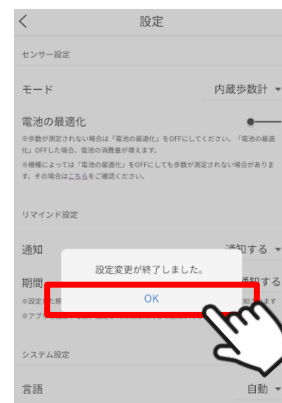 設定
センサー設定
モード 内蔵歩数計
電池の最適化
※歩数が測定されない場合は「電池の最適化」をOFFにしてください。「電池の最適
化」OFFした場合、電池の消費量が増えます。
※機種によっては「電池の最適化」をOFFにしても歩数が測定されない場合がありま
す。その場合はこちらをご確認ください。
リマインド設定
通知 通知する
設定変更が終了しました。
期間 通知する
OK
システム設定
言語 自動